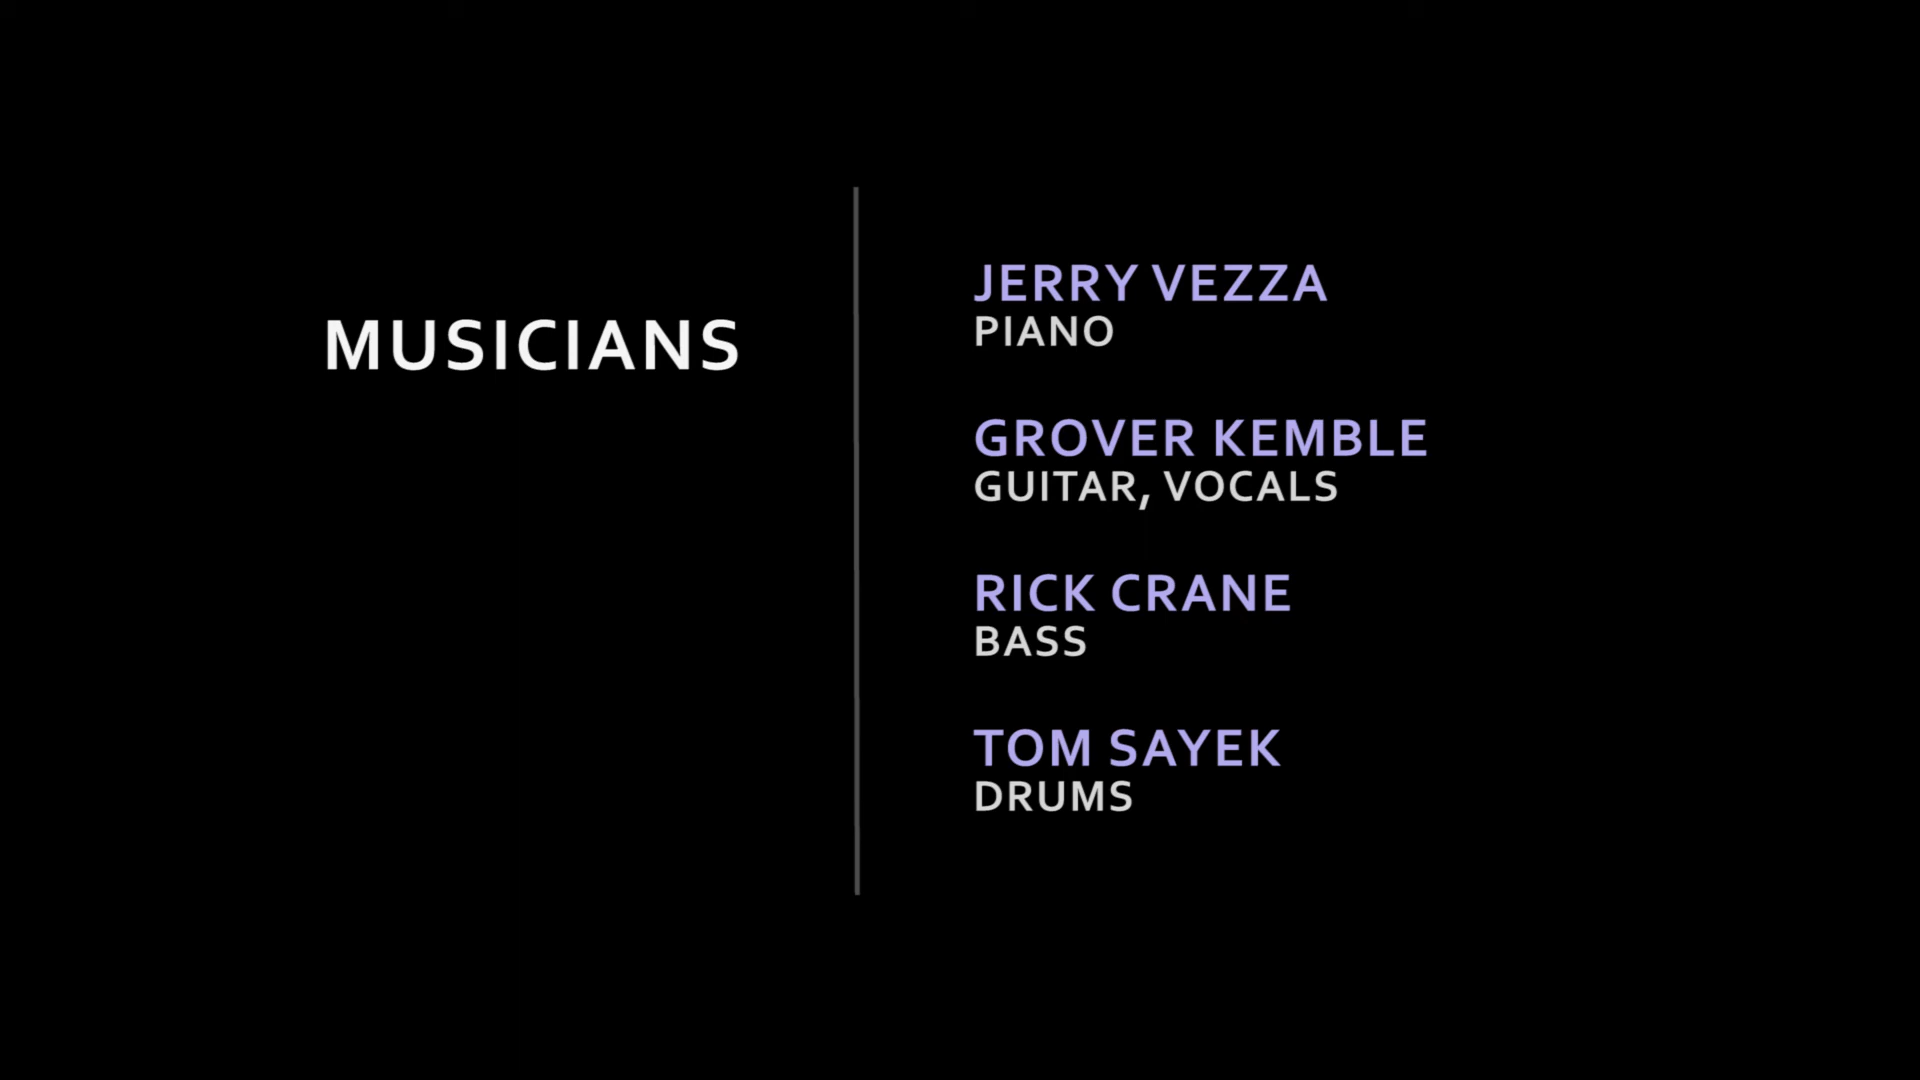 MUSICIANS
JERRY VEZZA
PIANO
GROVER KEMBLE
GUITAR, VOCALS
RICK CRANE
BASS
TOM SAYEK
DRUMS